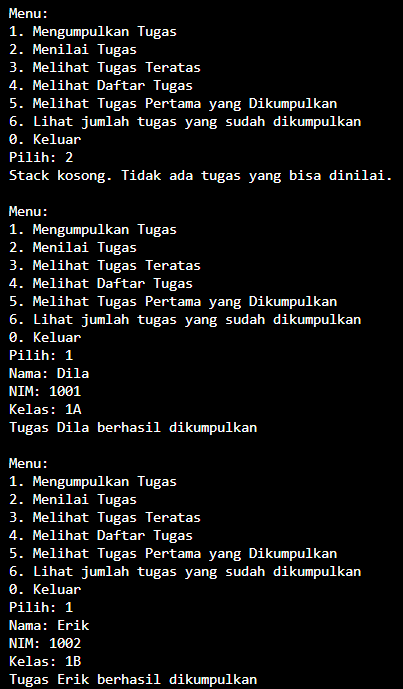 Menu:
1. Mengumpulkan Tugas
2. Menilai Tugas
3. Melihat Tugas Teratas
4. Melihat Daftar Tugas
5. Melihat Tugas Pertama yang Dikumpulkan
6. Lihat jumlah tugas yang sudah dikumpulkan
0. Keluar
Pilih: 2
Stack kosong. Tidak ada tugas yang bisa dinilai.

Menu:
1. Mengumpulkan Tugas
2. Menilai Tugas
3. Melihat Tugas Teratas
4. Melihat Daftar Tugas
5. Melihat Tugas Pertama yang Dikumpulkan
6. Lihat jumlah tugas yang sudah dikumpulkan
0. Keluar
Pilih: 1
Nama: Dila
NIM: 1001
Kelas: 1A
Tugas Dila berhasil dikumpulkan

Menu:
1. Mengumpulkan Tugas
2. Menilai Tugas
3. Melihat Tugas Teratas
4. Melihat Daftar Tugas
5. Melihat Tugas Pertama yang Dikumpulkan
6. Lihat jumlah tugas yang sudah dikumpulkan
0. Keluar
Pilih: 1
Nama: Erik
NIM: 1002
Kelas: 1B
Tugas Erik berhasil dikumpulkan